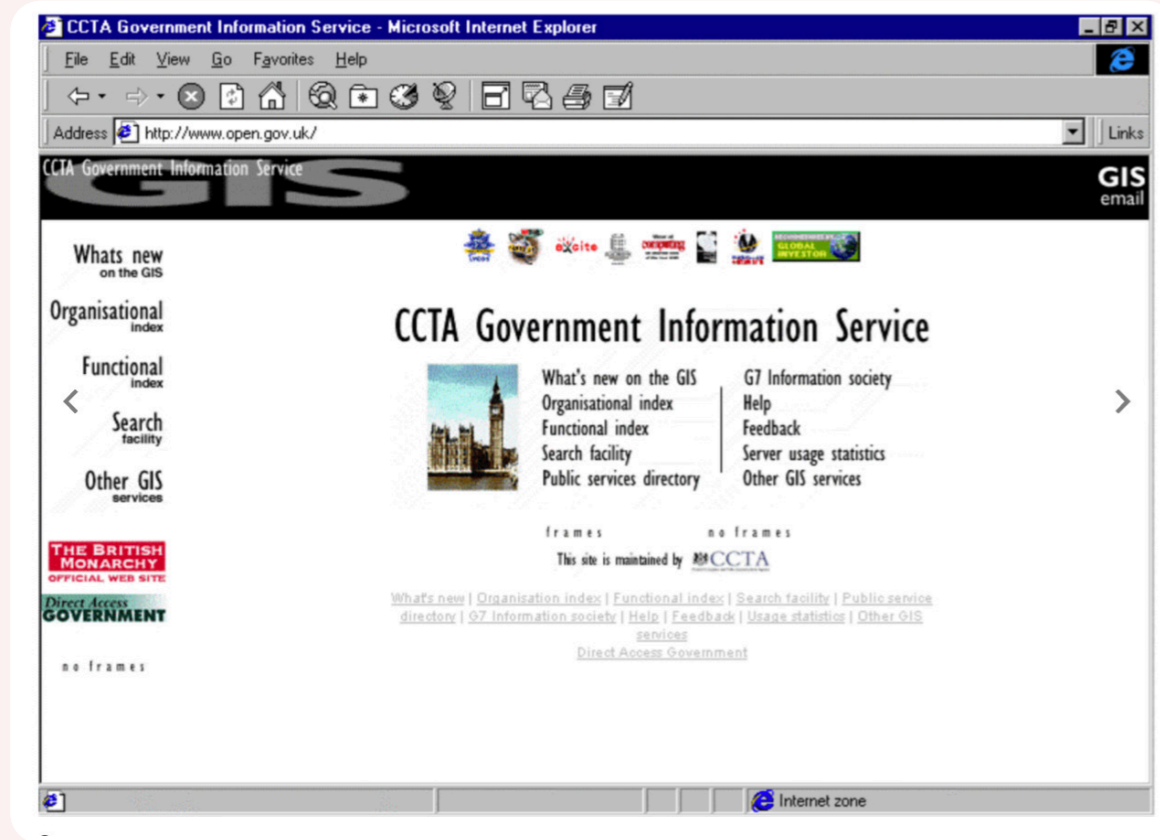 CCTA Government Information Service - Microsoft Internet Explorer
File Edit View Go Favorites Help
Address http://www.open.gov.uk/ Links
CCTA Government Information Service
GIS
GIS
email
Whats new
on the GIS
Organisational
index
Functional
index
Search
facility
Other GIS
services
THE BRITISH
MONARCHY
OFFICIAL WEB SITE
Direct Access
GOVERNMENT
no frames
excite
computing
GLOBAL
INVESTOR
CCTA Government Information Service
What's new on the GIS
Organisational index
Functional index
Search facility
Public services directory
G7 Information society
Help
Feedback
Server usage statistics
Other GIS services
frames no frames
This site is maintained by CCTA
What's new | Organisation index | Functional index | Search facility | Public service
directory | G7 Information society | Help | Feedback | Usage statistics | Other GIS
services
Direct Access Government
Internet zone